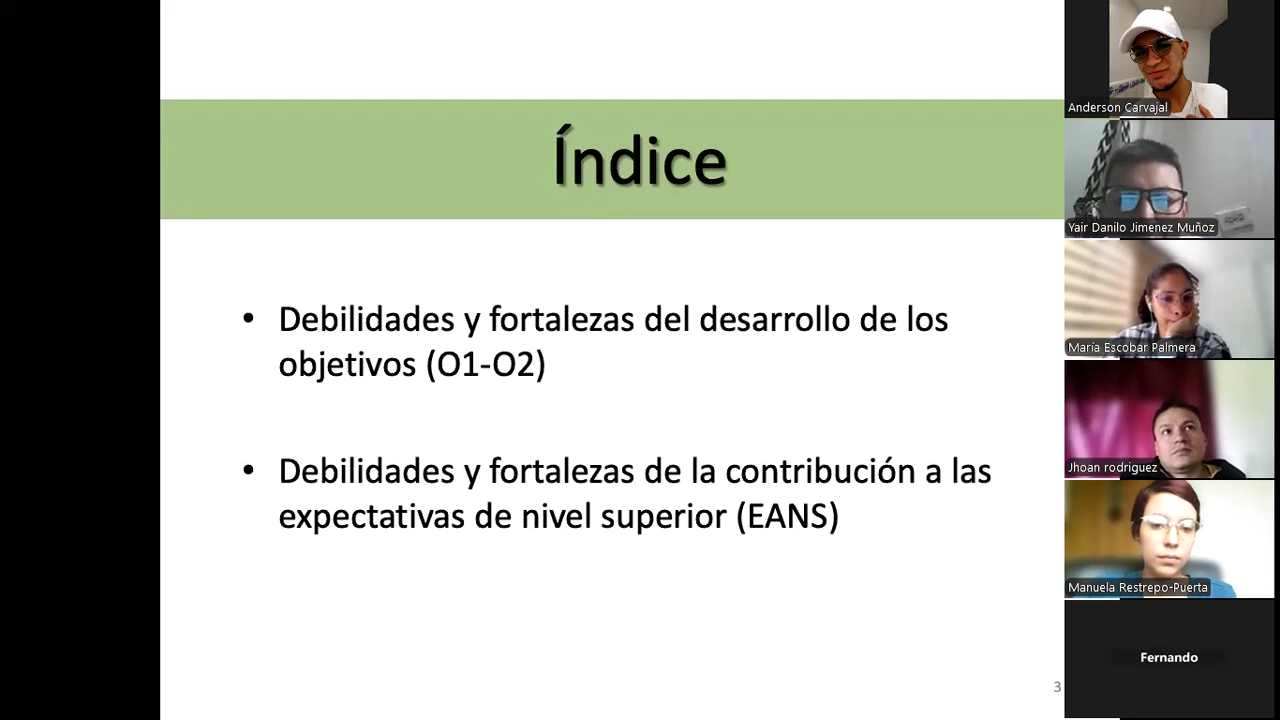 Índice
• Debilidades y fortalezas del desarrollo de los
objetivos (O1-O2)
• Debilidades y fortalezas de la contribución a las
expectativas de nivel superior (EANS)
3
Anderson Carvajal
Yair Danilo Jimenez Muñoz
María Escobar Palmera
Jhoan rodriguez
Manuela Restrepo-Puerta
Fernando